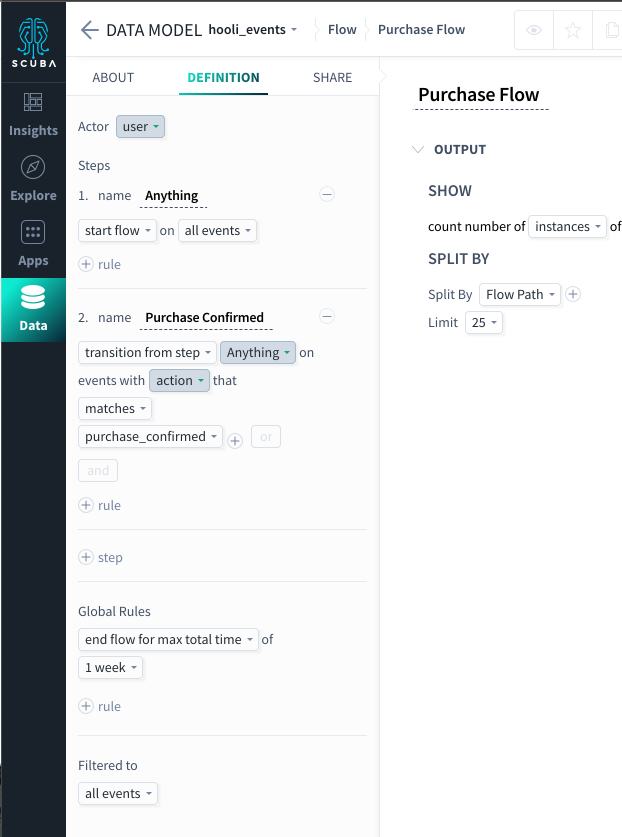 SCUBA
Insights
Explore
Apps
Data
DATA MODEL hooli_events Flow Purchase Flow
ABOUT DEFINITION SHARE
Actor user
Steps
1. name Anything
start flow on all events
rule
2. name Purchase Confirmed
transition from step Anything on
events with action that
matches
purchase_confirmed or
and
rule
step
Global Rules
end flow for max total time of
1 week
rule
Filtered to
all events
Purchase Flow
OUTPUT
SHOW
count number of instances of
SPLIT BY
Split By Flow Path
Limit 25